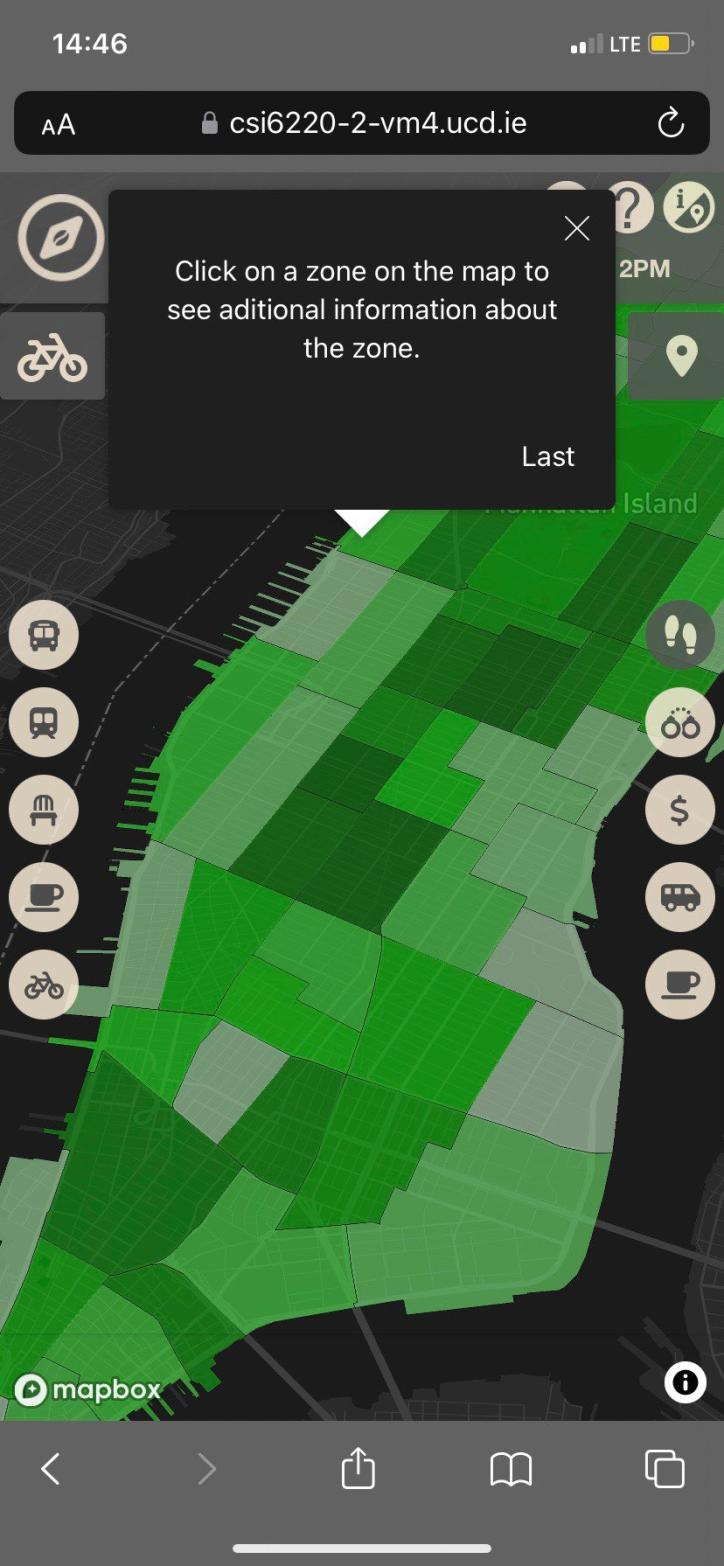 14:46
LTE
AA
csi6220-2-vm4.ucd.ie
?
i
2PM
Click on a zone on the map to
see aditional information about
the zone.
Last
Manhattan Island
$
mapbox
i